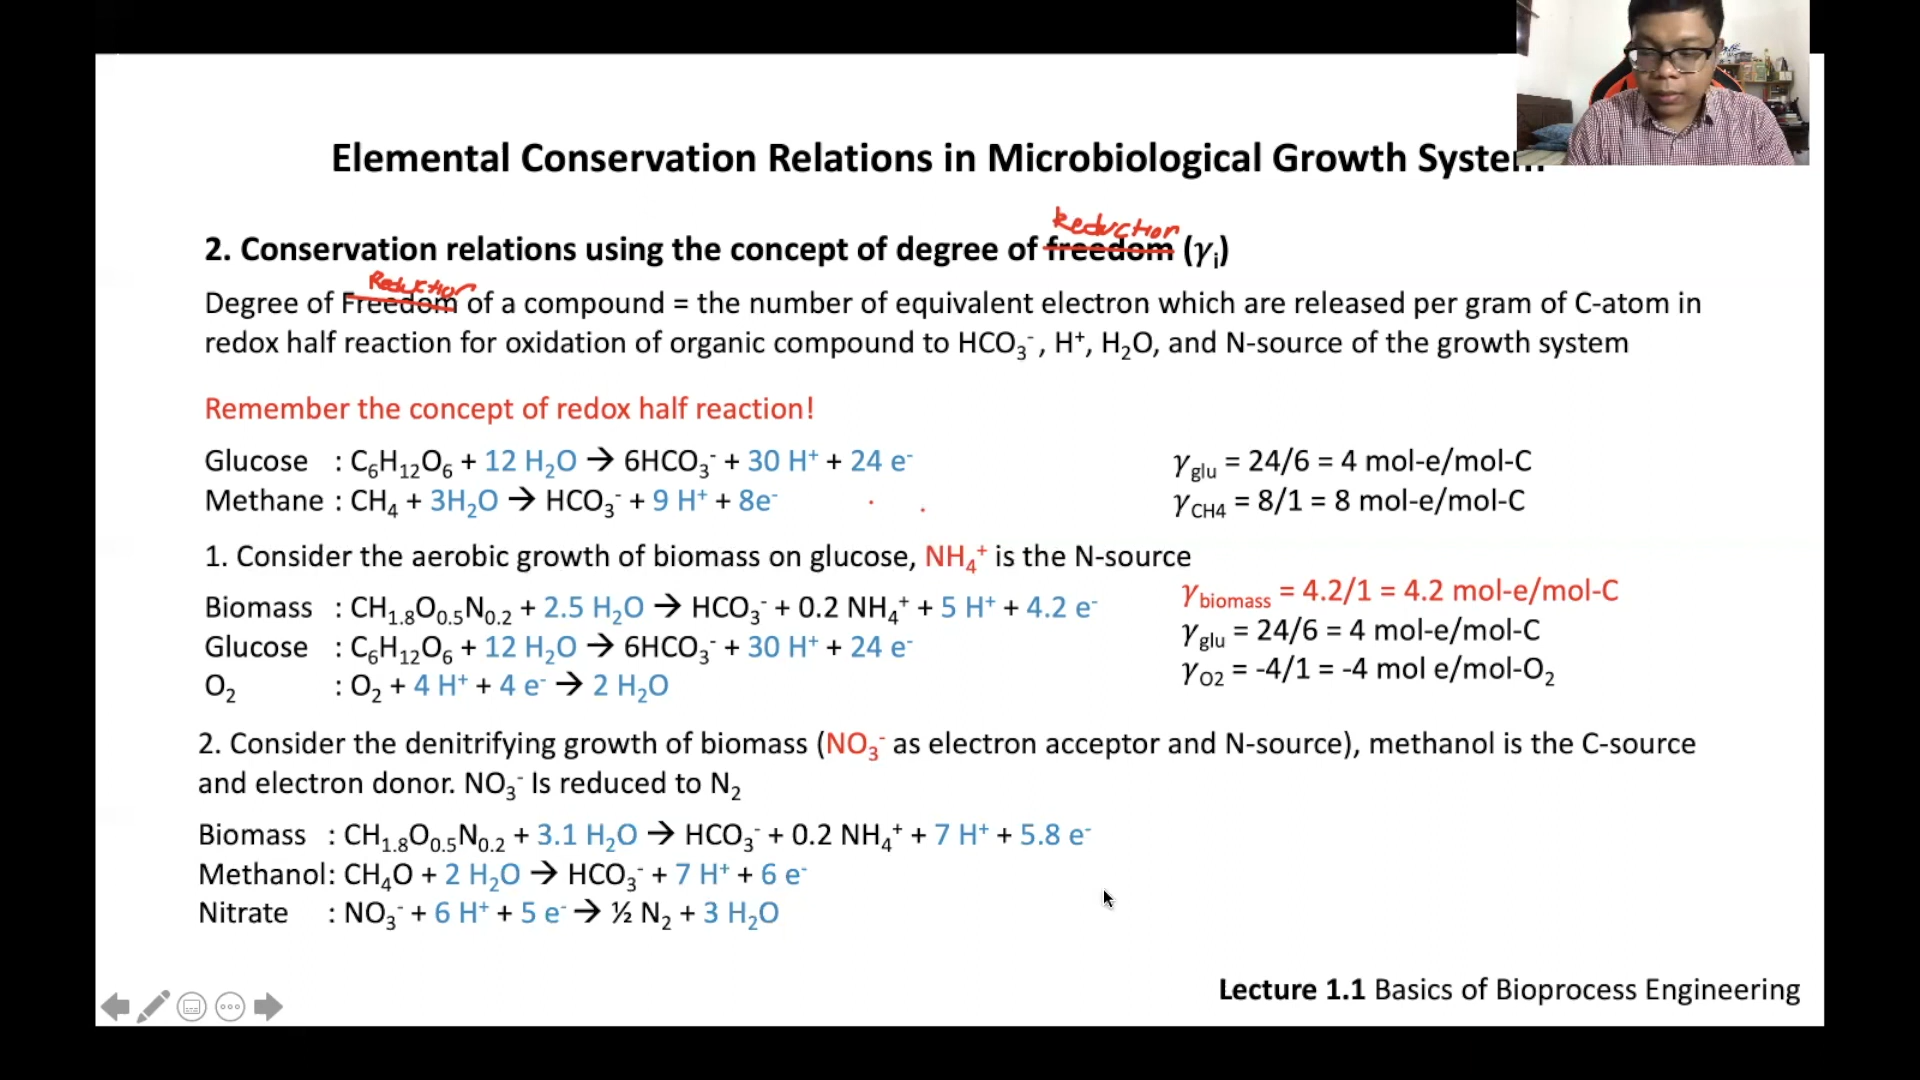 Elemental Conservation Relations in Microbiological Growth System
Reduction
2. Conservation relations using the concept of degree of freedom (γᵢ)
Reduction
Degree of Freedom of a compound = the number of equivalent electron which are released per gram of C-atom in
redox half reaction for oxidation of organic compound to HCO₃⁻, H⁺, H₂O, and N-source of the growth system
Remember the concept of redox half reaction!
Glucose : C₆H₁₂O₆ + 12 H₂O → 6HCO₃⁻ + 30 H⁺ + 24 e⁻
γglu = 24/6 = 4 mol-e/mol-C
Methane : CH₄ + 3H₂O → HCO₃⁻ + 9 H⁺ + 8e⁻
γCH4 = 8/1 = 8 mol-e/mol-C
1. Consider the aerobic growth of biomass on glucose, NH₄⁺ is the N-source
Biomass : CH₁.₈O₀.₅N₀.₂ + 2.5 H₂O → HCO₃⁻ + 0.2 NH₄⁺ + 5 H⁺ + 4.2 e⁻
γbiomass = 4.2/1 = 4.2 mol-e/mol-C
Glucose : C₆H₁₂O₆ + 12 H₂O → 6HCO₃⁻ + 30 H⁺ + 24 e⁻
γglu = 24/6 = 4 mol-e/mol-C
O₂ : O₂ + 4 H⁺ + 4 e⁻ → 2 H₂O
γO2 = -4/1 = -4 mol e/mol-O₂
2. Consider the denitrifying growth of biomass (NO₃⁻ as electron acceptor and N-source), methanol is the C-source
and electron donor. NO₃⁻ Is reduced to N₂
Biomass : CH₁.₈O₀.₅N₀.₂ + 3.1 H₂O → HCO₃⁻ + 0.2 NH₄⁺ + 7 H⁺ + 5.8 e⁻
Methanol: CH₄O + 2 H₂O → HCO₃⁻ + 7 H⁺ + 6 e⁻
Nitrate : NO₃⁻ + 6 H⁺ + 5 e⁻ → ½ N₂ + 3 H₂O
Lecture 1.1 Basics of Bioprocess Engineering